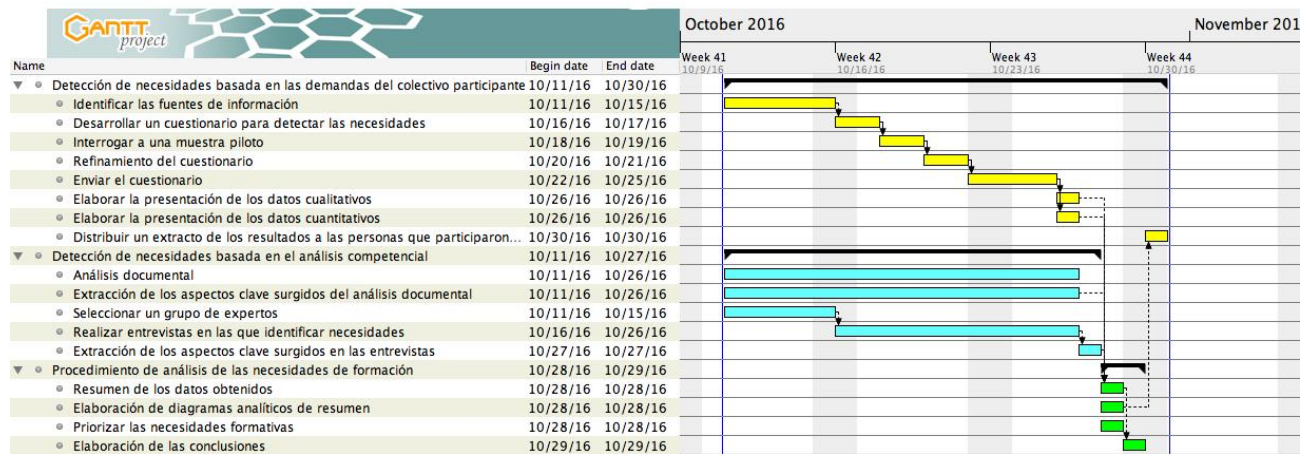 GANTT project
October 2016 November 201
Week 41 Week 42 Week 43 Week 44
10/9/16 10/16/16 10/23/16 10/30/16
Name Begin date End date
Detección de necesidades basada en las demandas del colectivo participante 10/11/16 10/30/16
Identificar las fuentes de información 10/11/16 10/15/16
Desarrollar un cuestionario para detectar las necesidades 10/16/16 10/17/16
Interrogar a una muestra piloto 10/18/16 10/19/16
Refinamiento del cuestionario 10/20/16 10/21/16
Enviar el cuestionario 10/22/16 10/25/16
Elaborar la presentación de los datos cualitativos 10/26/16 10/26/16
Elaborar la presentación de los datos cuantitativos 10/26/16 10/26/16
Distribuir un extracto de los resultados a las personas que participaron... 10/30/16 10/30/16
Detección de necesidades basada en el análisis competencial 10/11/16 10/27/16
Análisis documental 10/11/16 10/26/16
Extracción de los aspectos clave surgidos del análisis documental 10/11/16 10/26/16
Seleccionar un grupo de expertos 10/11/16 10/15/16
Realizar entrevistas en las que identificar necesidades 10/16/16 10/26/16
Extracción de los aspectos clave surgidos en las entrevistas 10/27/16 10/27/16
Procedimiento de análisis de las necesidades de formación 10/28/16 10/29/16
Resumen de los datos obtenidos 10/28/16 10/28/16
Elaboración de diagramas analíticos de resumen 10/28/16 10/28/16
Priorizar las necesidades formativas 10/28/16 10/28/16
Elaboración de las conclusiones 10/29/16 10/29/16